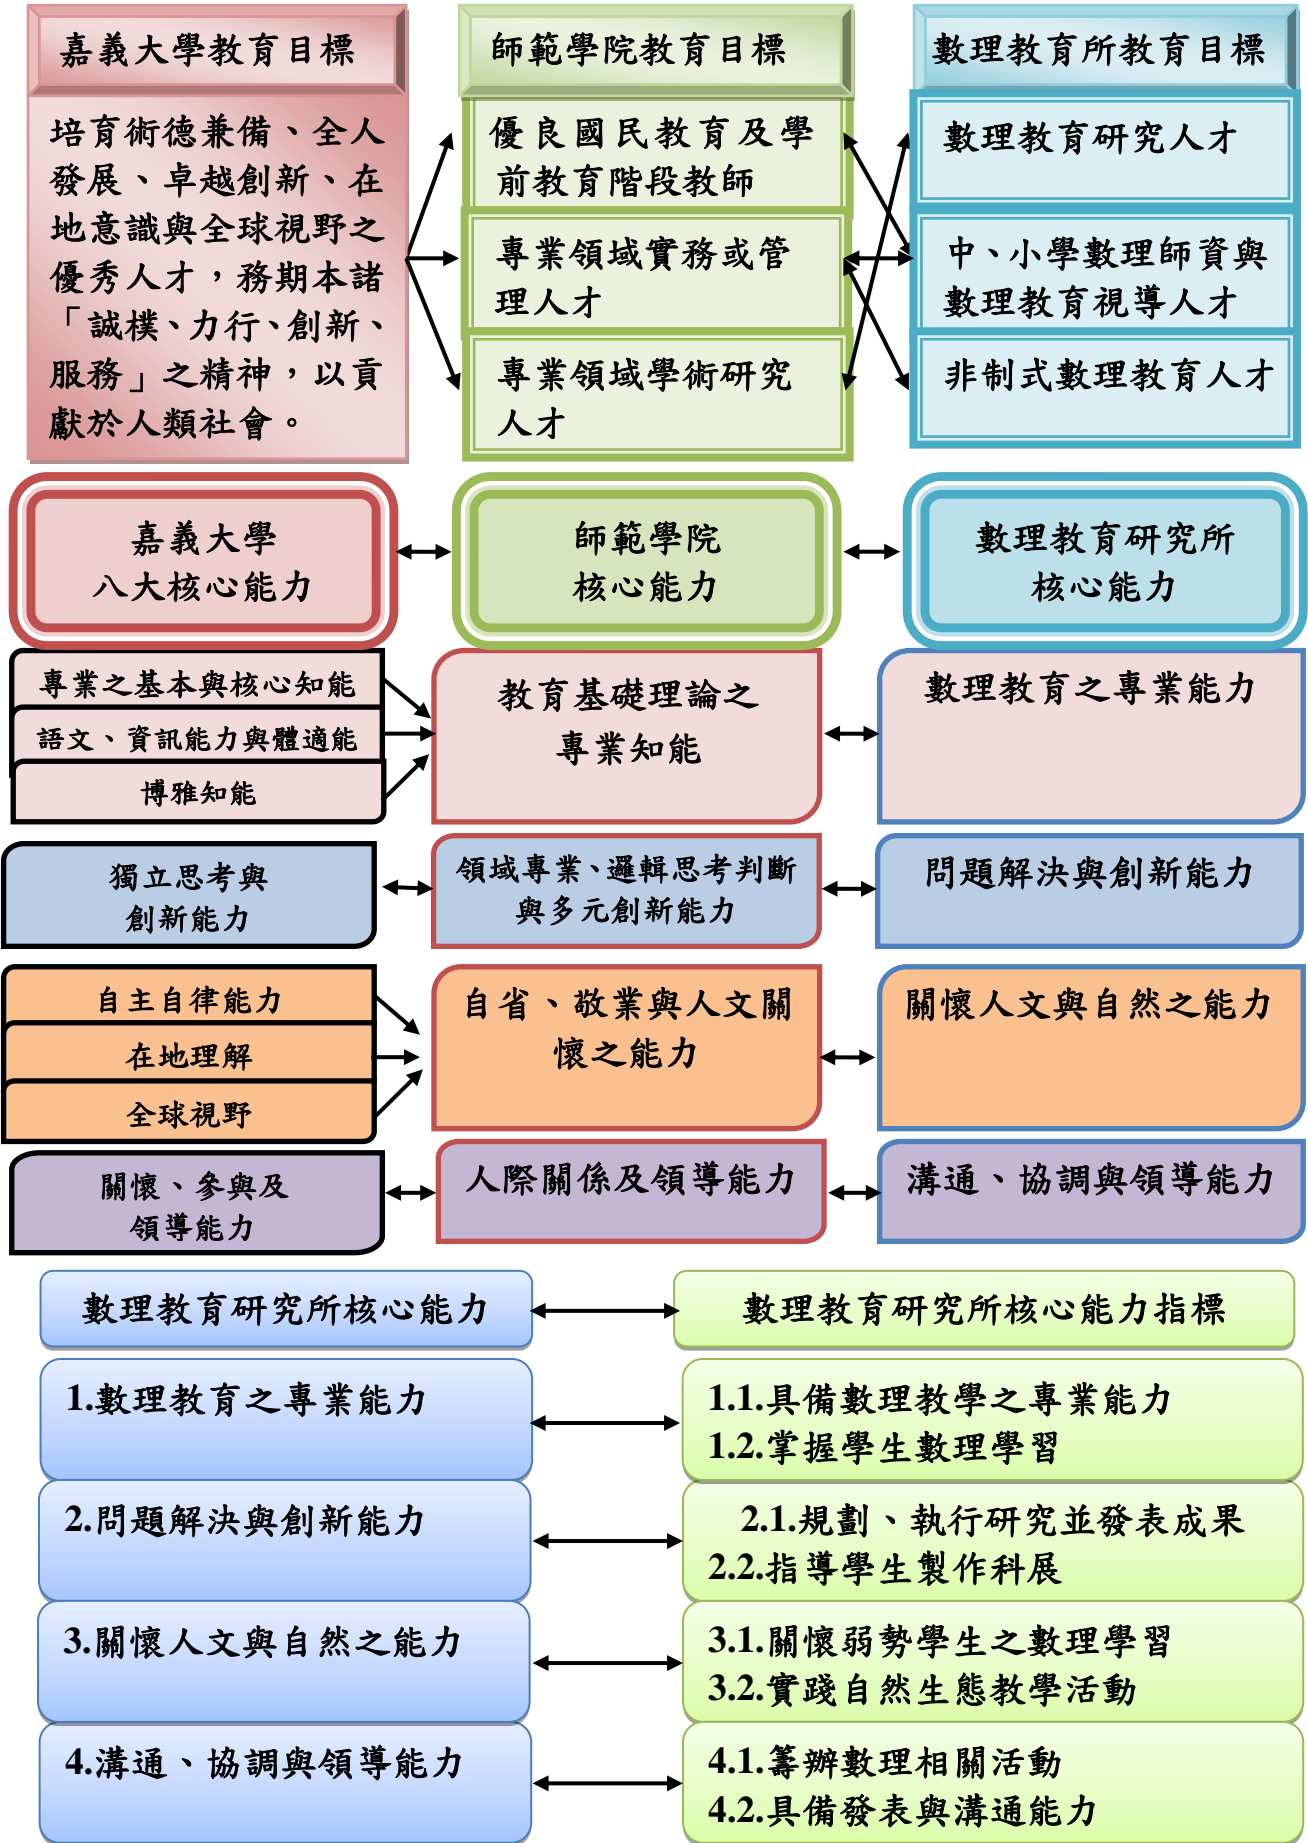 嘉義大學教育目標
培育術德兼備、全人
發展、卓越創新、在
地意識與全球視野之
優秀人才，務期本諸
「誠樸、力行、創新、
服務」之精神，以貢
獻於人類社會。
師範學院教育目標
優良國民教育及學
前教育階段教師
專業領域實務或管
理人才
專業領域學術研究
人才
數理教育所教育目標
數理教育研究人才
中、小學數理師資與
數理教育視導人才
非制式數理教育人才
嘉義大學
八大核心能力
師範學院
核心能力
數理教育研究所
核心能力
專業之基本與核心知能
語文、資訊能力與體適能
博雅知能
教育基礎理論之
專業知能
數理教育之專業能力
獨立思考與
創新能力
領域專業、邏輯思考判斷
與多元創新能力
問題解決與創新能力
自主自律能力
在地理解
全球視野
自省、敬業與人文關
懷之能力
關懷人文與自然之能力
關懷、參與及
領導能力
人際關係及領導能力
溝通、協調與領導能力
數理教育研究所核心能力
數理教育研究所核心能力指標
1.數理教育之專業能力
1.1.具備數理教學之專業能力
1.2.掌握學生數理學習
2.問題解決與創新能力
2.1.規劃、執行研究並發表成果
2.2.指導學生製作科展
3.關懷人文與自然之能力
3.1.關懷弱勢學生之數理學習
3.2.實踐自然生態教學活動
4.溝通、協調與領導能力
4.1.籌辦數理相關活動
4.2.具備發表與溝通能力